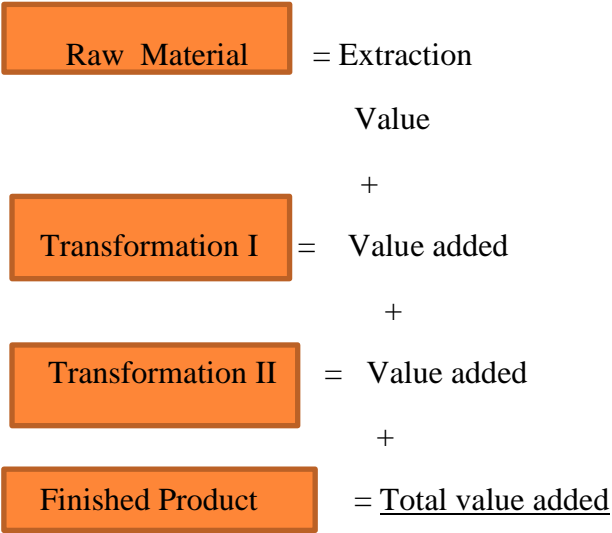 Raw Material = Extraction
Value
+
Transformation I = Value added
+
Transformation II = Value added
+
Finished Product = Total value added